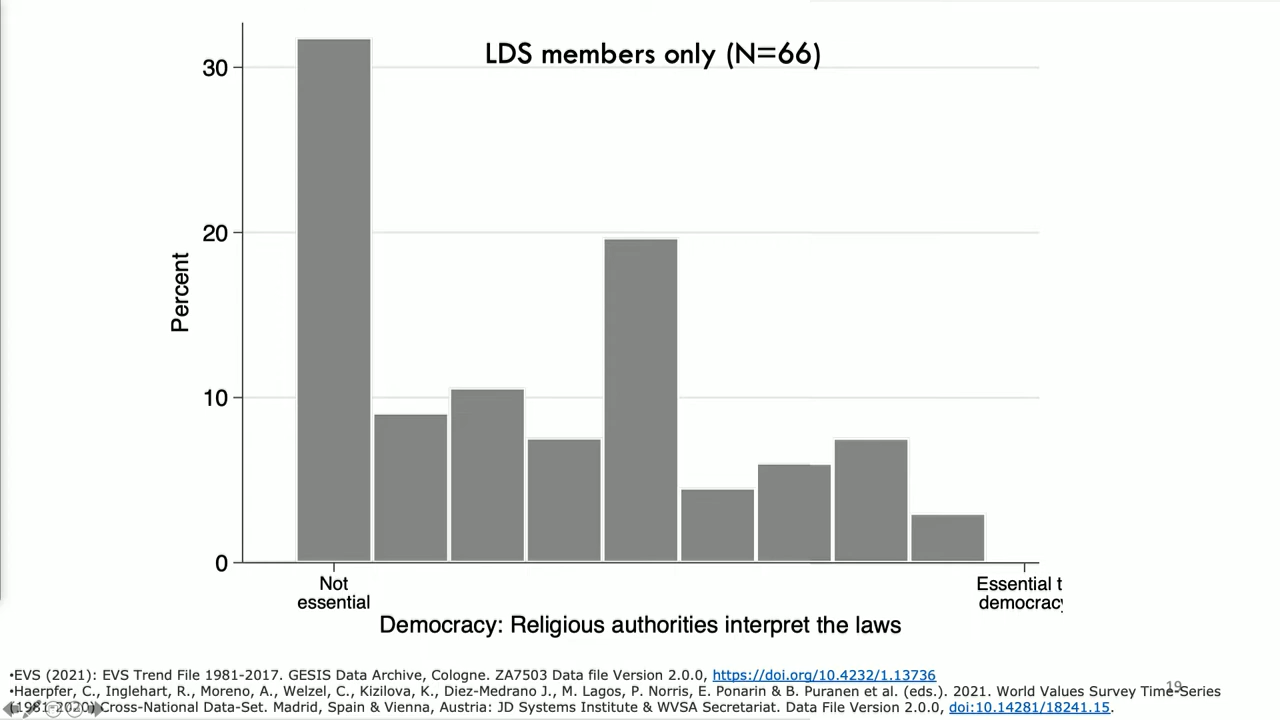 LDS members only (N=66)
30
20
10
0
Percent
Not
essential
Essential t
democracy
Democracy: Religious authorities interpret the laws
•EVS (2021): EVS Trend File 1981-2017. GESIS Data Archive, Cologne. ZA7503 Data file Version 2.0.0, https://doi.org/10.4232/1.13736
•Haerpfer, C., Inglehart, R., Moreno, A., Welzel, C., Kizilova, K., Diez-Medrano J., M. Lagos, P. Norris, E. Ponarin & B. Puranen et al. (eds.). 2021. World Values Survey Time-Series
(1981-2020) Cross-National Data-Set. Madrid, Spain & Vienna, Austria: JD Systems Institute & WVSA Secretariat. Data File Version 2.0.0, doi:10.14281/18241.15.
19